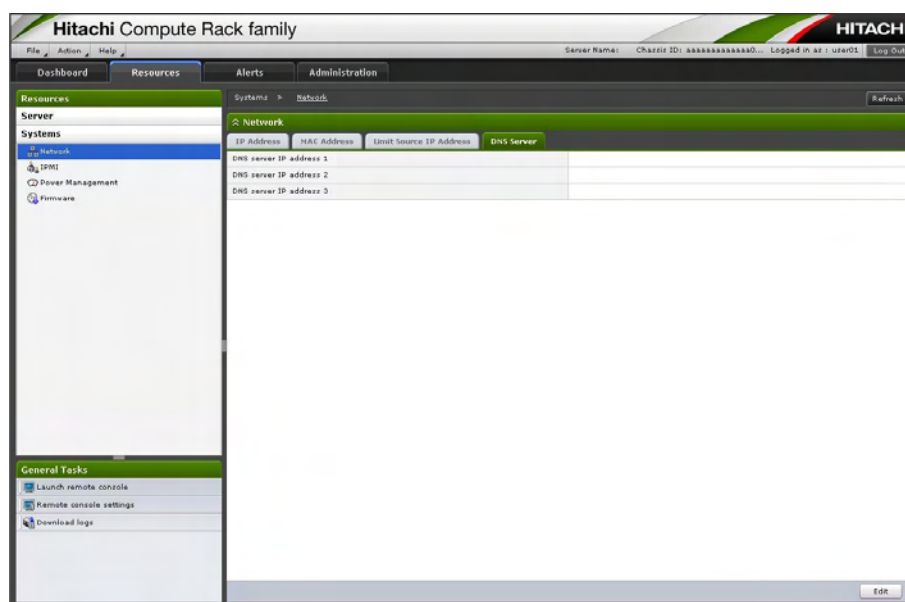 Hitachi Compute Rack family
HITACH
File Action Help
Server Name: Chassis ID: aaaaaaaaaaaaa0... Logged in as : user01 Log Out
Dashboard Resources Alerts Administration
Resources
Systems > Network
Refresh
Server
Systems
Network
IPMI
Power Management
Firmware
Network
IP Address MAC Address Limit Source IP Address DNS Server
DNS server IP address 1
DNS server IP address 2
DNS server IP address 3
General Tasks
Launch remote console
Remote console settings
Download logs
Edit